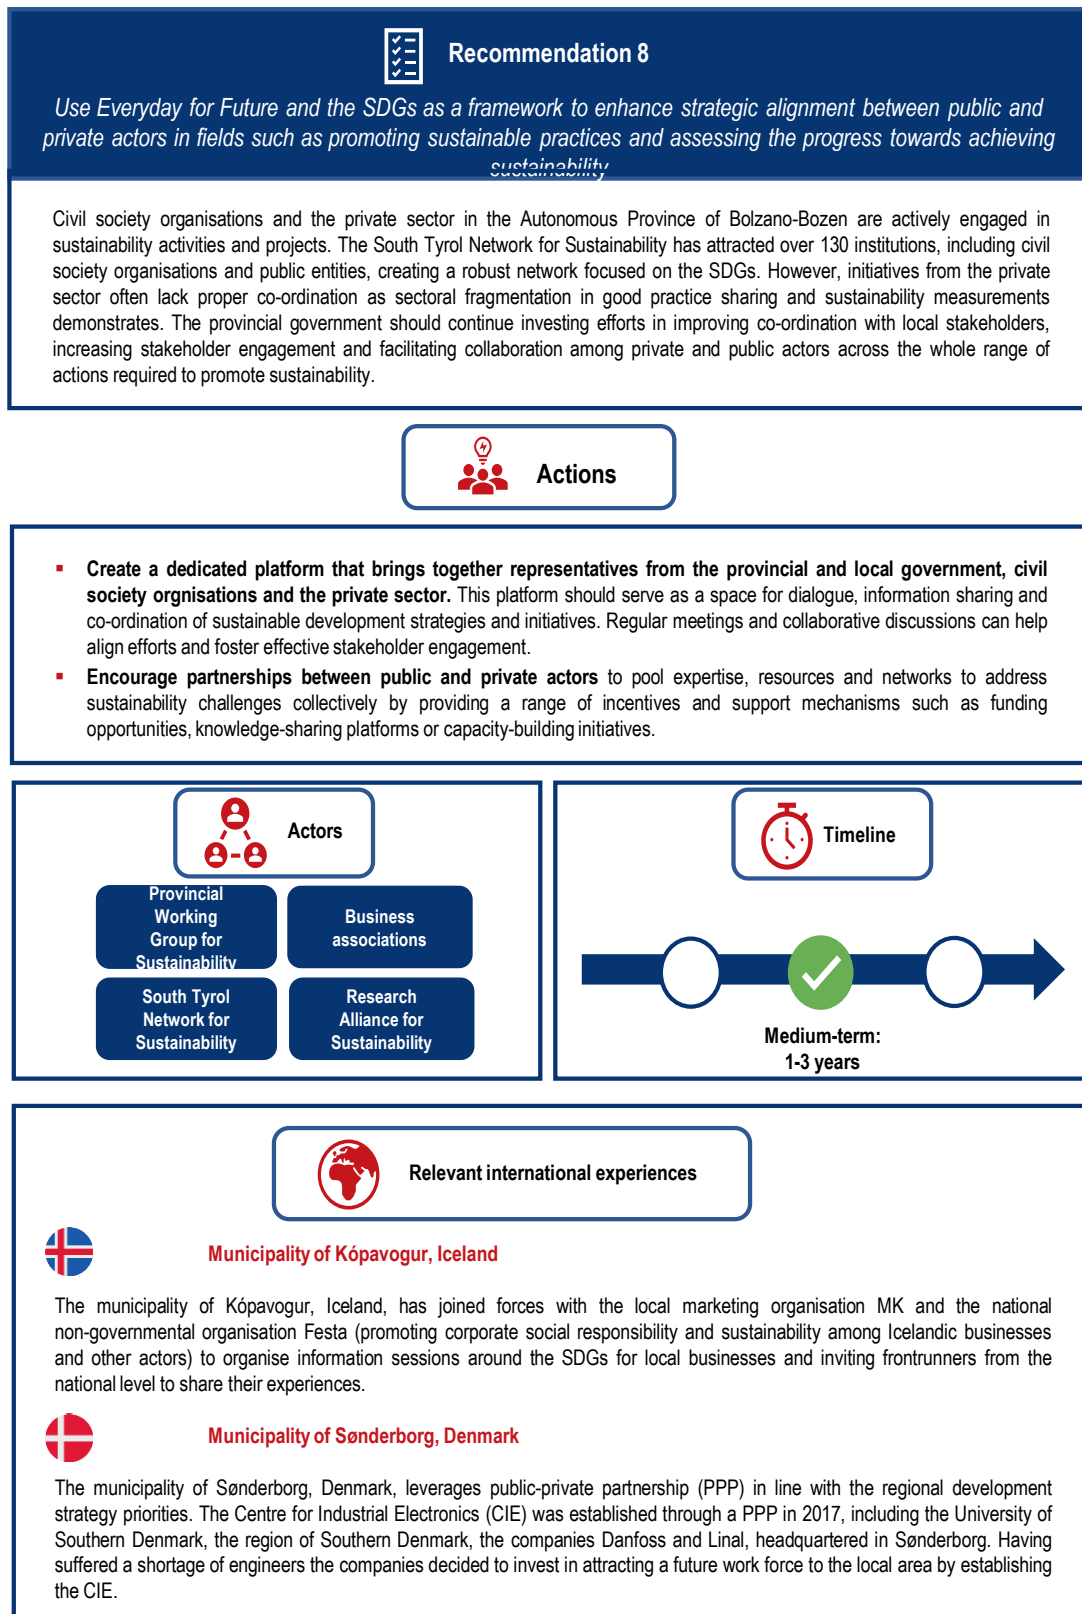 Recommendation 8
Use Everyday for Future and the SDGs as a framework to enhance strategic alignment between public and
private actors in fields such as promoting sustainable practices and assessing the progress towards achieving
sustainability
Civil society organisations and the private sector in the Autonomous Province of Bolzano-Bozen are actively engaged in
sustainability activities and projects. The South Tyrol Network for Sustainability has attracted over 130 institutions, including civil
society organisations and public entities, creating a robust network focused on the SDGs. However, initiatives from the private
sector often lack proper co-ordination as sectoral fragmentation in good practice sharing and sustainability measurements
demonstrates. The provincial government should continue investing efforts in improving co-ordination with local stakeholders,
increasing stakeholder engagement and facilitating collaboration among private and public actors across the whole range of
actions required to promote sustainability.
Actions
▪ Create a dedicated platform that brings together representatives from the provincial and local government, civil
society orgnisations and the private sector. This platform should serve as a space for dialogue, information sharing and
co-ordination of sustainable development strategies and initiatives. Regular meetings and collaborative discussions can help
align efforts and foster effective stakeholder engagement.
▪ Encourage partnerships between public and private actors to pool expertise, resources and networks to address
sustainability challenges collectively by providing a range of incentives and support mechanisms such as funding
opportunities, knowledge-sharing platforms or capacity-building initiatives.
Actors
Provincial
Working
Group for
Sustainability
Business
associations
South Tyrol
Network for
Sustainability
Research
Alliance for
Sustainability
Timeline
Medium-term:
1-3 years
Relevant international experiences
Municipality of Kópavogur, Iceland
The municipality of Kópavogur, Iceland, has joined forces with the local marketing organisation MK and the national
non-governmental organisation Festa (promoting corporate social responsibility and sustainability among Icelandic businesses
and other actors) to organise information sessions around the SDGs for local businesses and inviting frontrunners from the
national level to share their experiences.
Municipality of Sønderborg, Denmark
The municipality of Sønderborg, Denmark, leverages public-private partnership (PPP) in line with the regional development
strategy priorities. The Centre for Industrial Electronics (CIE) was established through a PPP in 2017, including the University of
Southern Denmark, the region of Southern Denmark, the companies Danfoss and Linal, headquartered in Sønderborg. Having
suffered a shortage of engineers the companies decided to invest in attracting a future work force to the local area by establishing
the CIE.